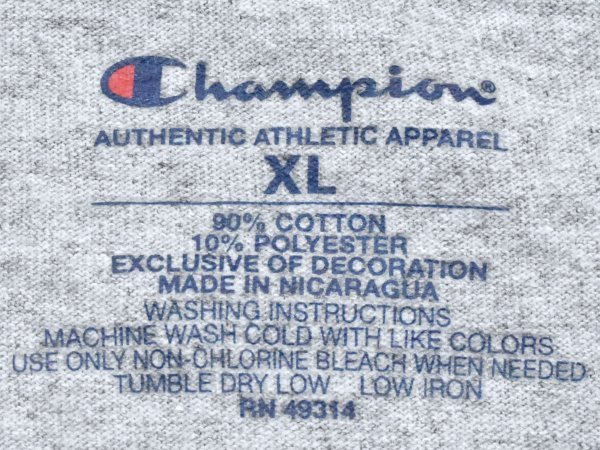 Champion®
AUTHENTIC ATHLETIC APPAREL
XL
90% COTTON
10% POLYESTER
EXCLUSIVE OF DECORATION
MADE IN NICARAGUA
WASHING INSTRUCTIONS
MACHINE WASH COLD WITH LIKE COLORS
USE ONLY NON-CHLORINE BLEACH WHEN NEEDED
TUMBLE DRY LOW LOW IRON
RN 49314